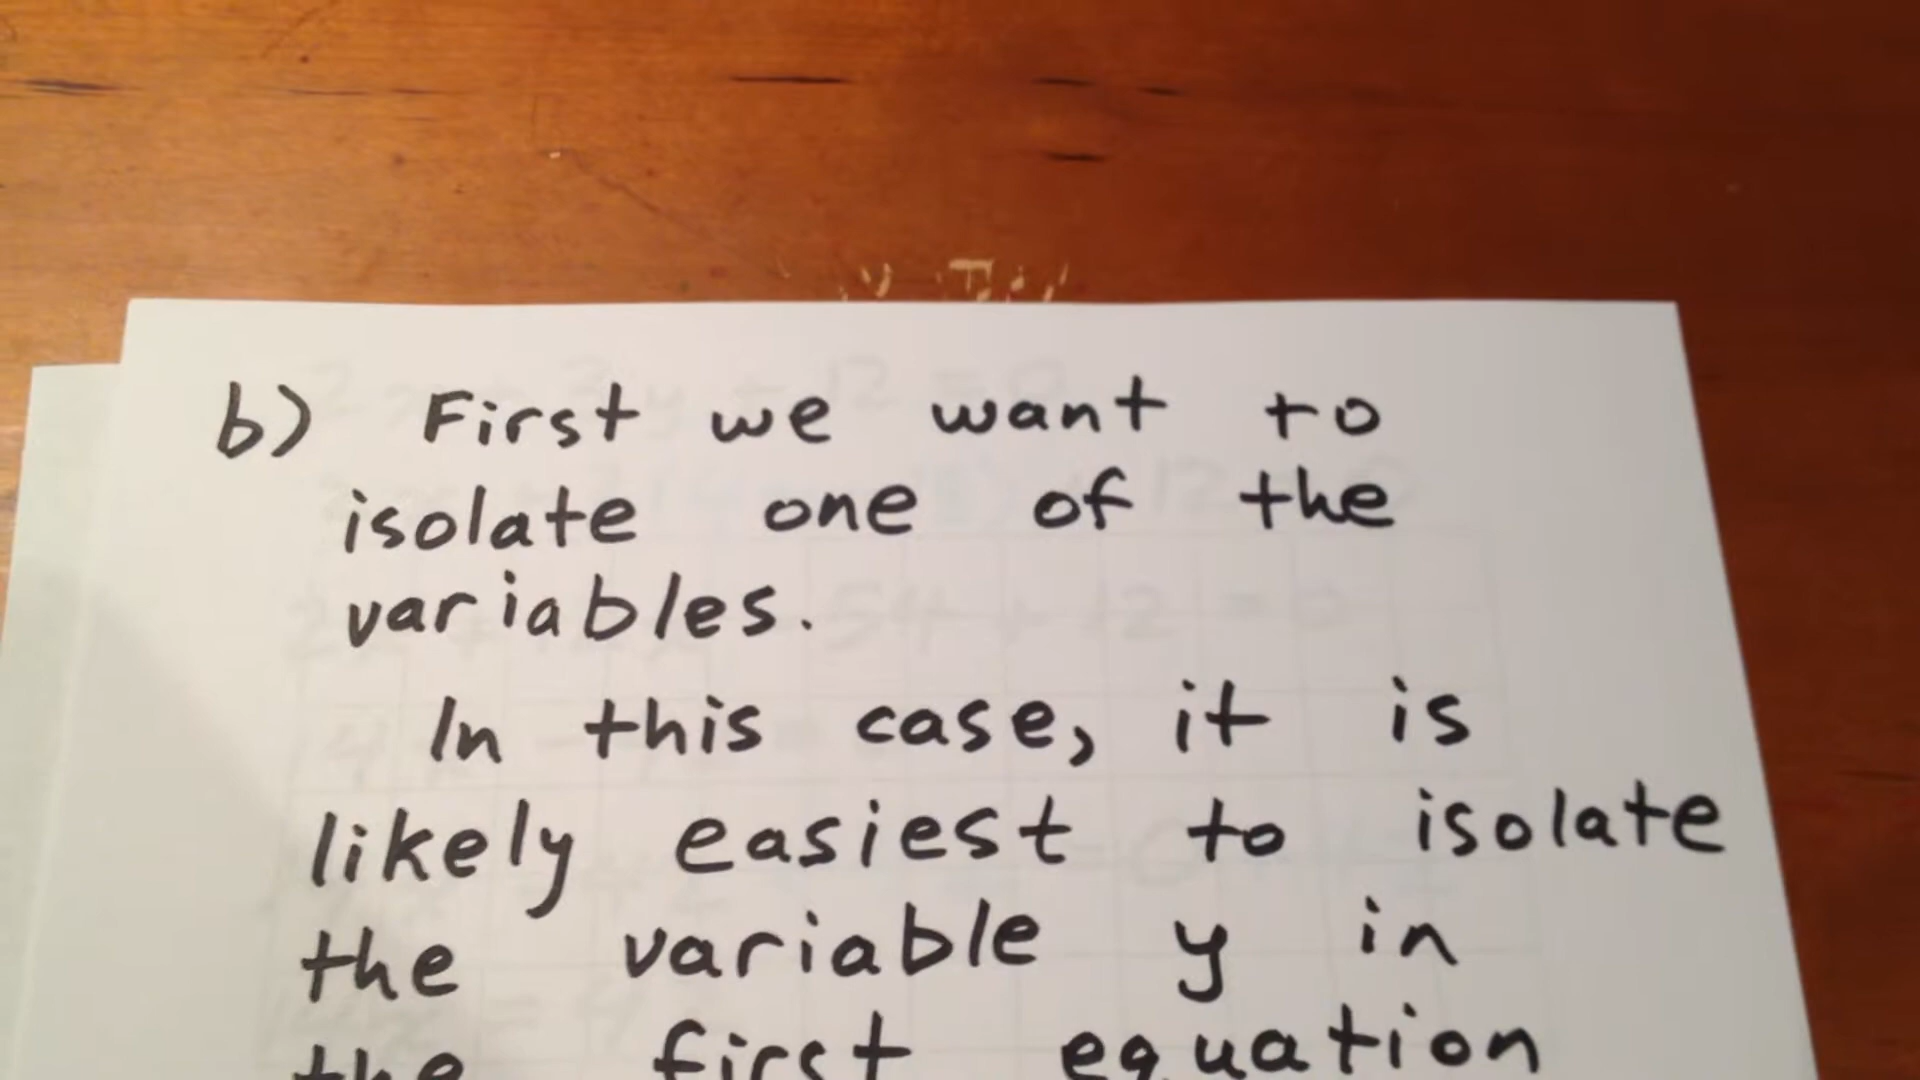 b) First we want to
isolate one of the
variables.
In this case, it is
likely easiest to isolate
the variable y in
the first equation